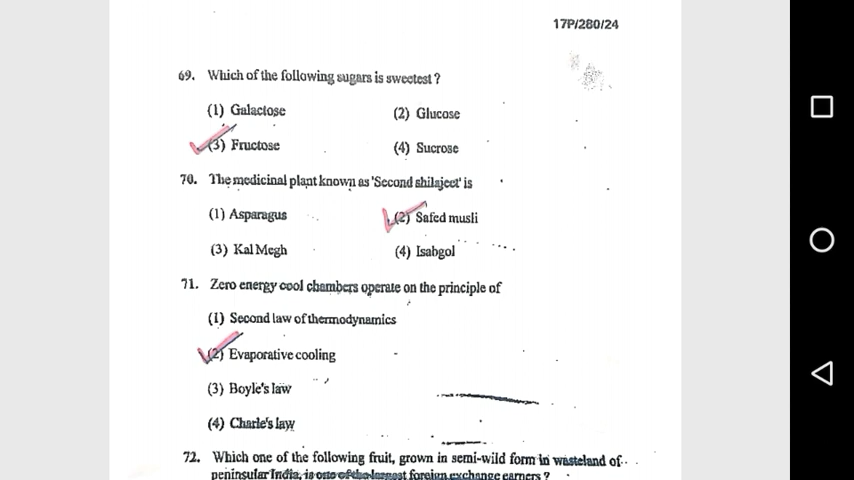 17P/280/24
69. Which of the following sugars is sweetest ?
(1) Galactose (2) Glucose
(3) Fructose (4) Sucrose
70. The medicinal plant known as 'Second shilajeet' is
(1) Asparagus (2) Safed musli
(3) Kal Megh (4) Isabgol
71. Zero energy cool chambers operate on the principle of
(1) Second law of thermodynamics
(2) Evaporative cooling
(3) Boyle's law
(4) Charle's law
72. Which one of the following fruit, grown in semi-wild form in wasteland of
peninsular India, is one of the largest foreign exchange earners ?